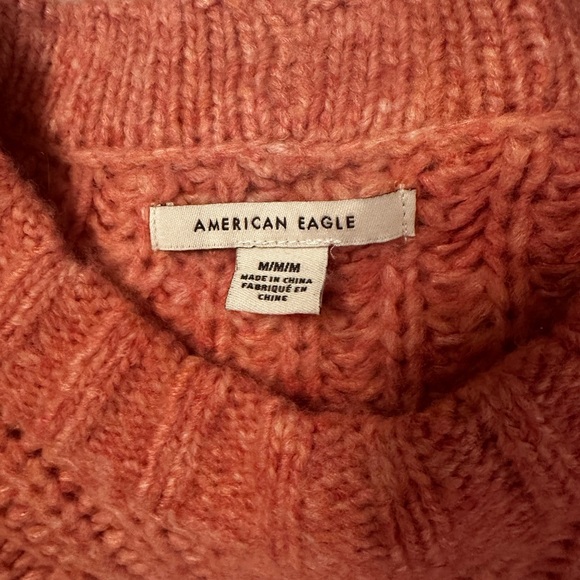 AMERICAN EAGLE
M/M/M
MADE IN CHINA
FABRIQUÉ EN
CHINE